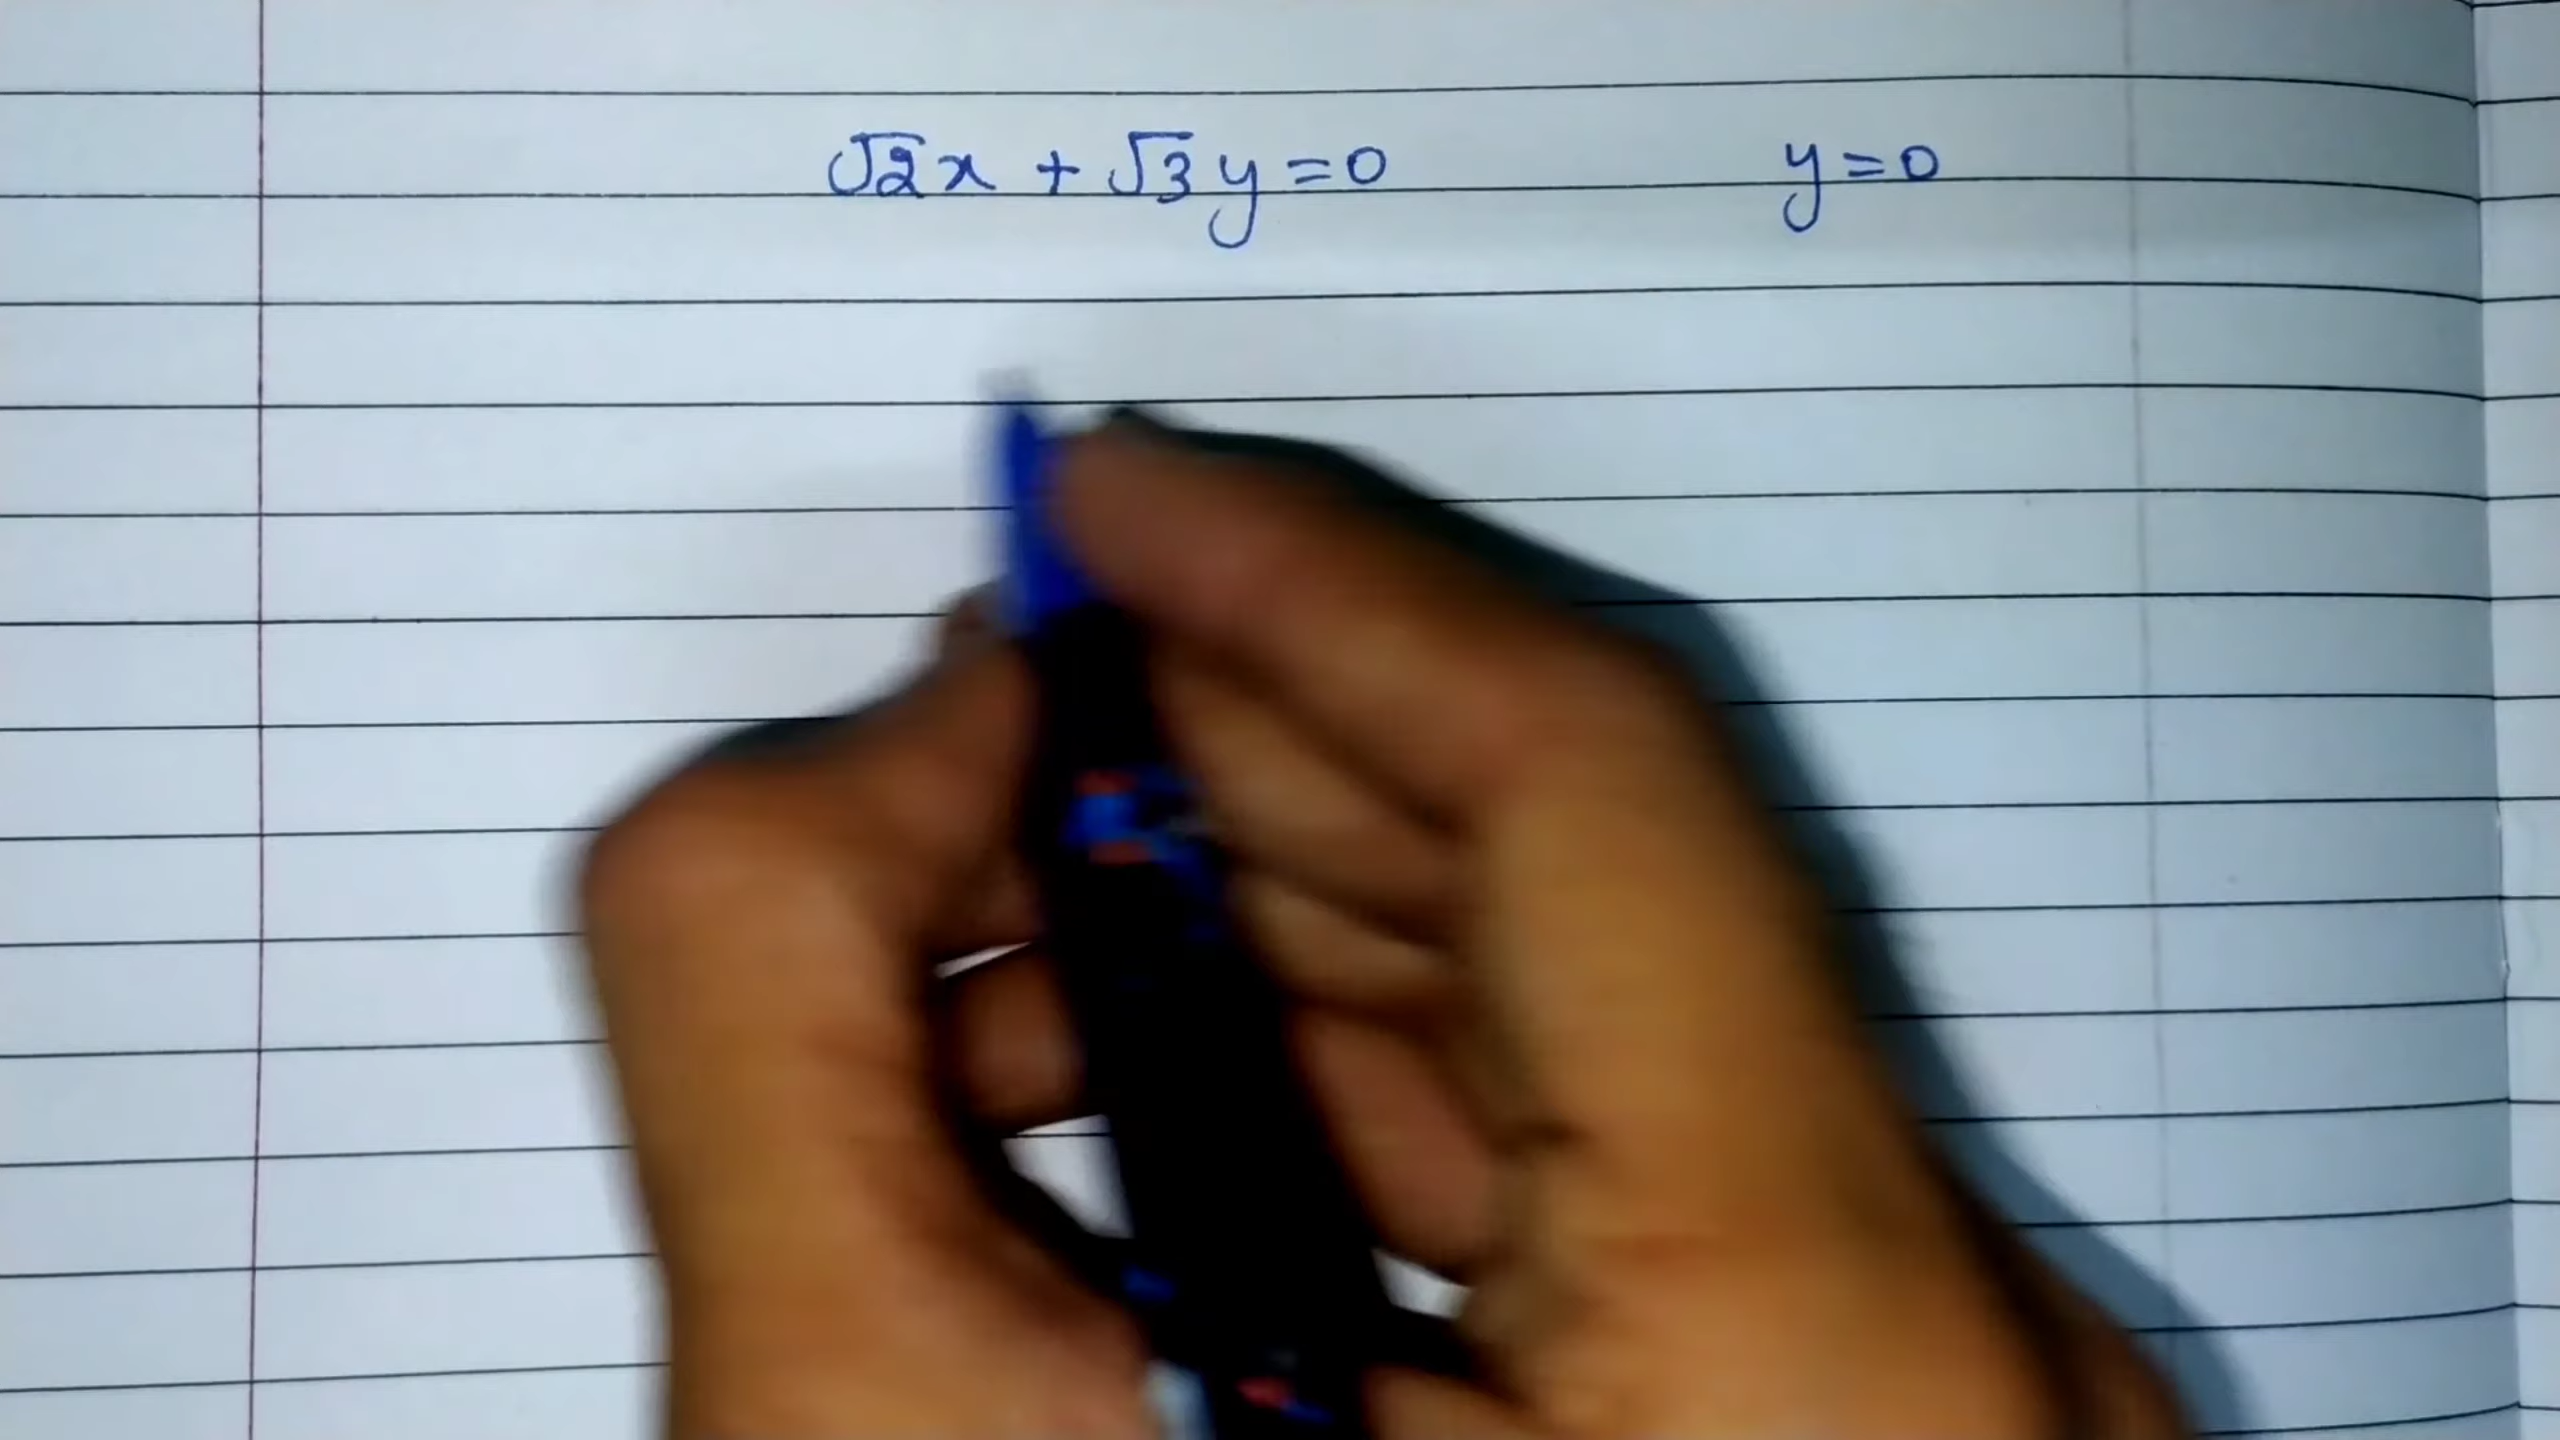 √2x + √3y = 0 y = 0